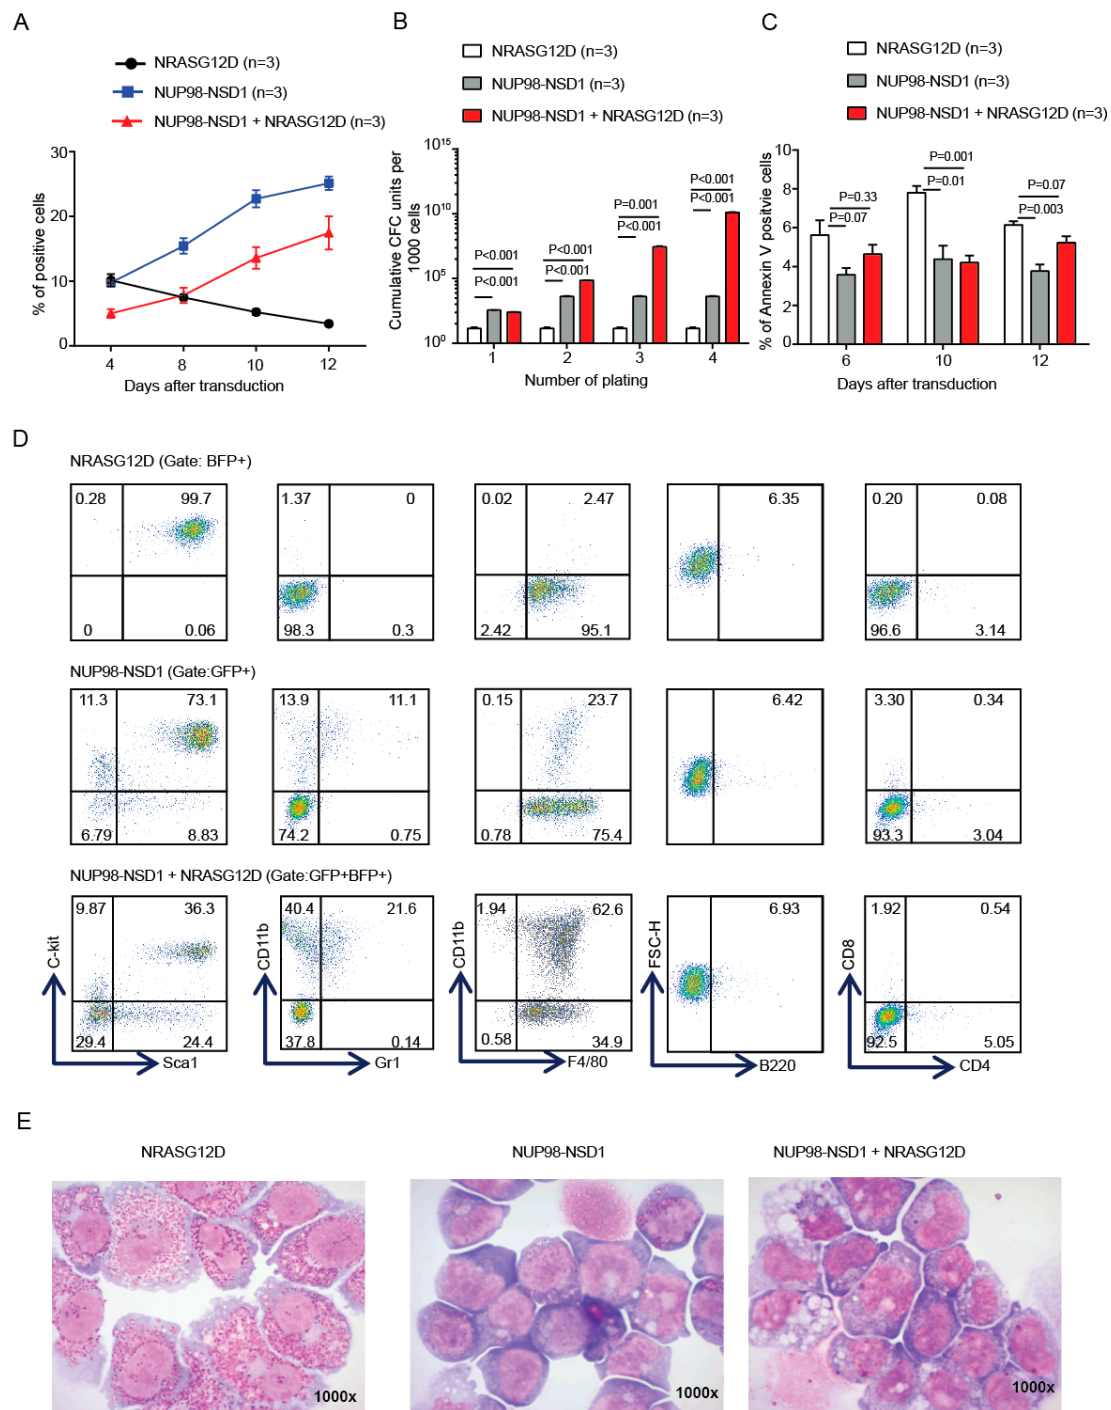 A
NRASG12D (n=3)
NUP98-NSD1 (n=3)
NUP98-NSD1 + NRASG12D (n=3)
% of positive cells
30
20
10
0
4
8
10
12
Days after transduction
B
NRASG12D (n=3)
NUP98-NSD1 (n=3)
NUP98-NSD1 + NRASG12D (n=3)
Cumulative CFC units per
1000 cells
10^15
10^10
10^5
10^0
P<0.001
P<0.001
P<0.001
P<0.001
P=0.001
P<0.001
P<0.001
P<0.001
1
2
3
4
Number of plating
C
NRASG12D (n=3)
NUP98-NSD1 (n=3)
NUP98-NSD1 + NRASG12D (n=3)
% of Annexin V positvie cells
10
8
6
4
2
0
P=0.33
P=0.07
P=0.001
P=0.01
P=0.07
P=0.003
6
10
12
Days after transduction
D
NRASG12D (Gate: BFP+)
0.28 99.7
0 0.06
1.37 0
98.3 0.3
0.02 2.47
2.42 95.1
6.35
0.20 0.08
96.6 3.14
NUP98-NSD1 (Gate:GFP+)
11.3 73.1
6.79 8.83
13.9 11.1
74.2 0.75
0.15 23.7
0.78 75.4
6.42
3.30 0.34
93.3 3.04
NUP98-NSD1 + NRASG12D (Gate:GFP+BFP+)
9.87 36.3
29.4 24.4
C-kit
Sca1
40.4 21.6
37.8 0.14
CD11b
Gr1
1.94 62.6
0.58 34.9
CD11b
F4/80
6.93
FSC-H
B220
1.92 0.54
92.5 5.05
CD8
CD4
E
NRASG12D
NUP98-NSD1
NUP98-NSD1 + NRASG12D
1000x
1000x
1000x